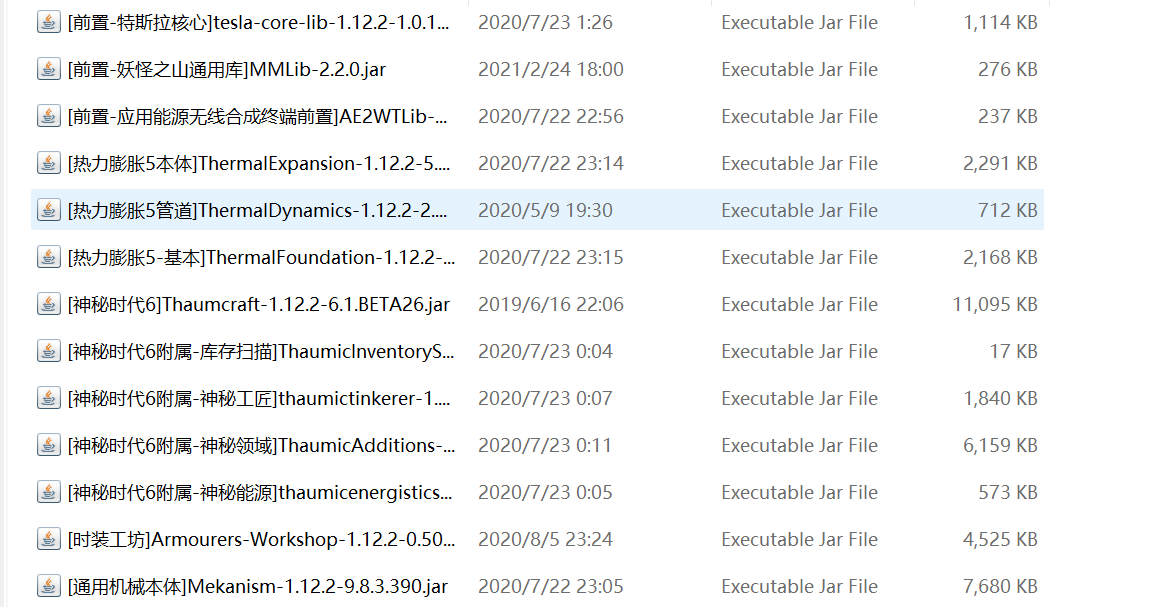 [前置-特斯拉核心]tesla-core-lib-1.12.2-1.0.1... 2020/7/23 1:26 Executable Jar File 1,114 KB
[前置-妖怪之山通用库]MMLib-2.2.0.jar 2021/2/24 18:00 Executable Jar File 276 KB
[前置-应用能源无线合成终端前置]AE2WTLib-... 2020/7/22 22:56 Executable Jar File 237 KB
[热力膨胀5本体]ThermalExpansion-1.12.2-5.... 2020/7/22 23:14 Executable Jar File 2,291 KB
[热力膨胀5管道]ThermalDynamics-1.12.2-2.... 2020/5/9 19:30 Executable Jar File 712 KB
[热力膨胀5-基本]ThermalFoundation-1.12.2-... 2020/7/22 23:15 Executable Jar File 2,168 KB
[神秘时代6]Thaumcraft-1.12.2-6.1.BETA26.jar 2019/6/16 22:06 Executable Jar File 11,095 KB
[神秘时代6附属-库存扫描]ThaumicInventoryS... 2020/7/23 0:04 Executable Jar File 17 KB
[神秘时代6附属-神秘工匠]thaumictinkerer-1.... 2020/7/23 0:07 Executable Jar File 1,840 KB
[神秘时代6附属-神秘领域]ThaumicAdditions-... 2020/7/23 0:11 Executable Jar File 6,159 KB
[神秘时代6附属-神秘能源]thaumicenergistics... 2020/7/23 0:05 Executable Jar File 573 KB
[时装工坊]Armourers-Workshop-1.12.2-0.50... 2020/8/5 23:24 Executable Jar File 4,525 KB
[通用机械本体]Mekanism-1.12.2-9.8.3.390.jar 2020/7/22 23:05 Executable Jar File 7,680 KB